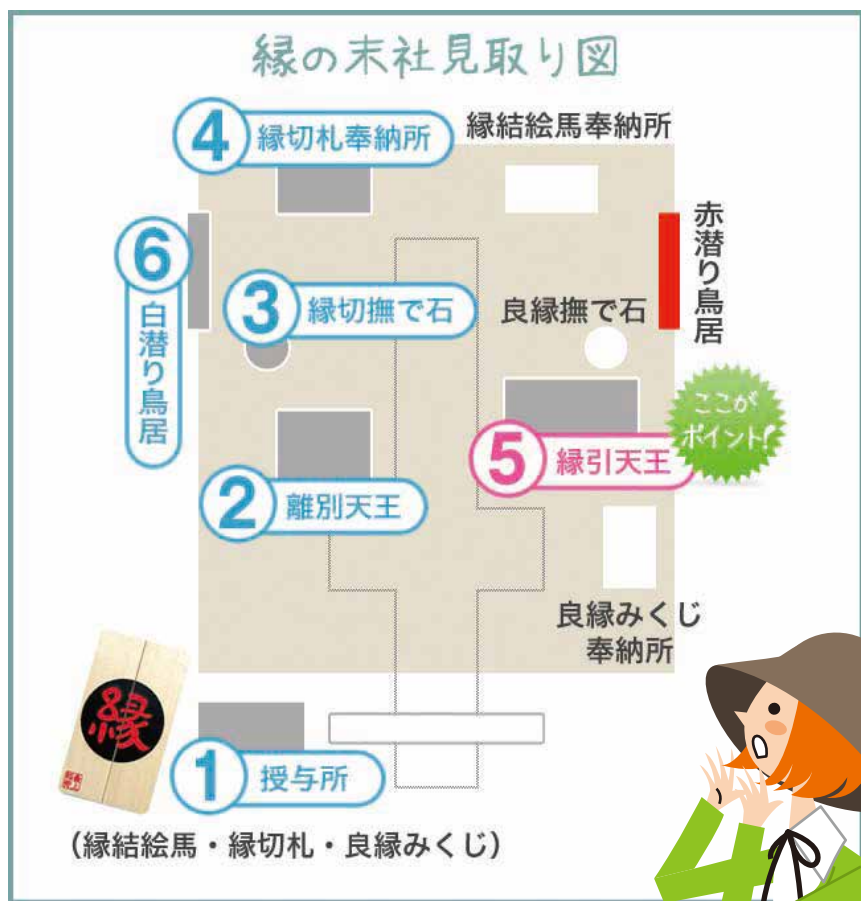 縁の末社見取り図
4 縁切札奉納所
縁結絵馬奉納所
赤潜り鳥居
6 白潜り鳥居
3 縁切撫で石
良縁撫で石
ここが
ポイント!
5 縁引天王
2 離別天王
良縁みくじ
奉納所
縁
1 授与所
(縁結絵馬・縁切札・良縁みくじ)